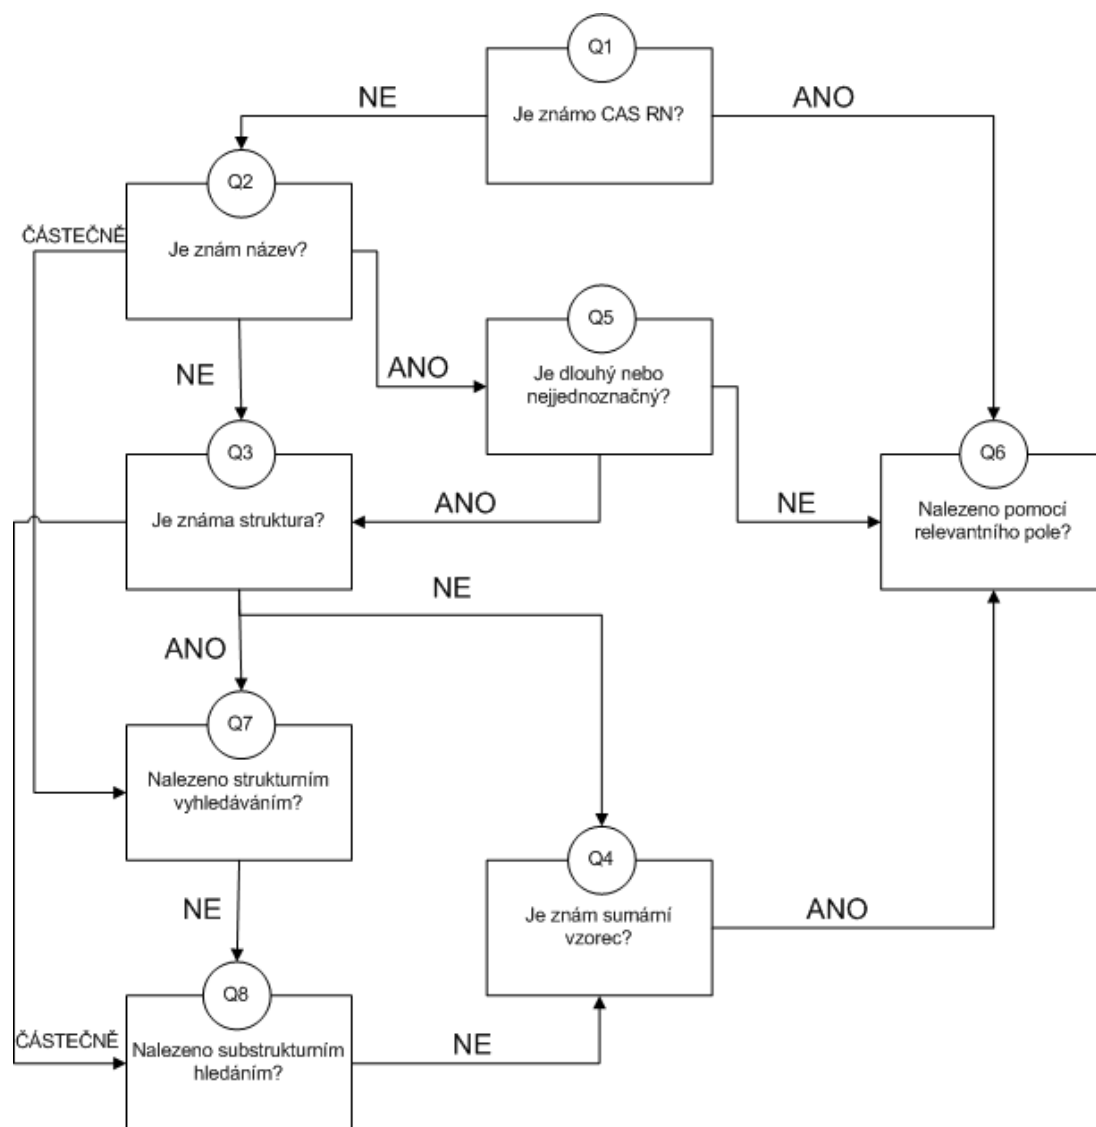 Q1
NE
ANO
Je známo CAS RN?
Q2
ČÁSTEČNĚ
Je znám název?
Q5
NE
ANO
Je dlouhý nebo
nejjednoznačný?
Q3
Q6
ANO
NE
Je známa struktura?
Nalezeno pomocí
relevantního pole?
NE
ANO
Q7
Nalezeno strukturním
vyhledáváním?
Q4
NE
ANO
Je znám sumární
vzorec?
Q8
ČÁSTEČNĚ
NE
Nalezeno substrukturním
hledáním?